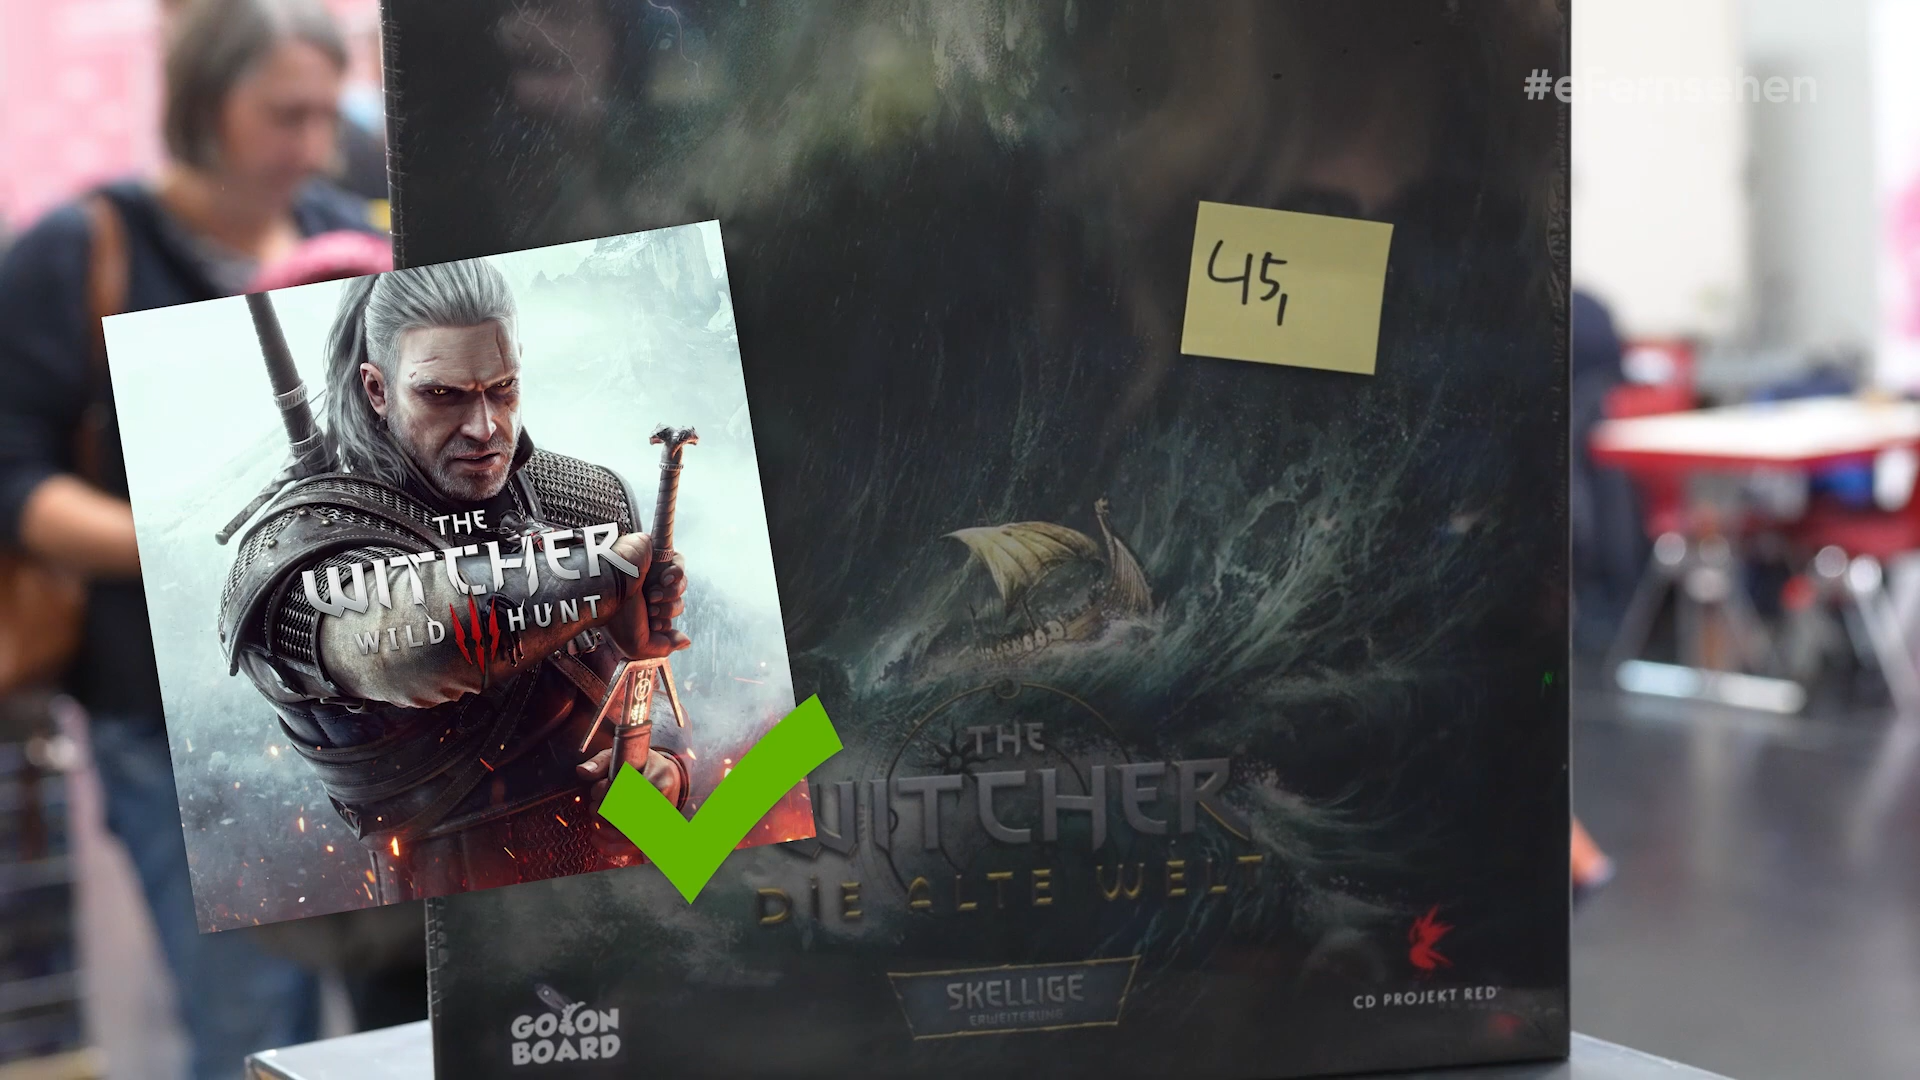 #eFernsehen
45,
THE
WITCHER
WILD III HUNT
THE
WITCHER
DIE ALTE WELT
SKELLIGE
ERWEITERUNG
GO ON
BOARD
CD PROJEKT RED